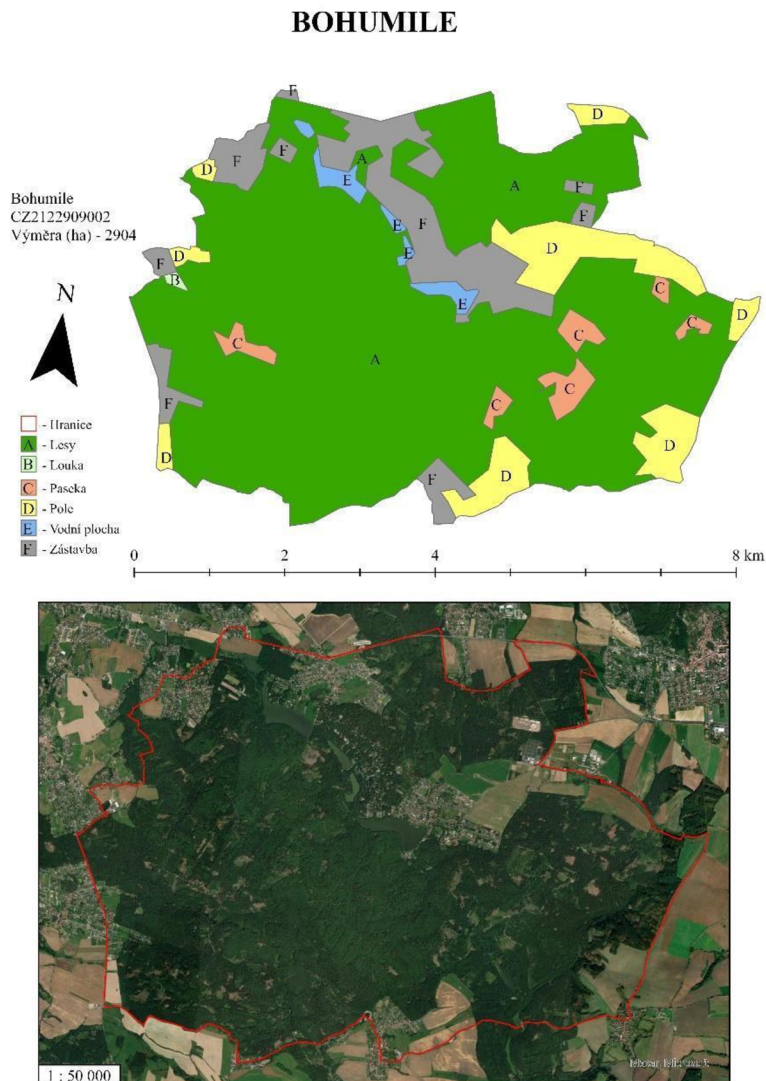 BOHUMILE
F
D
F
F
A
D
E
A
F
F
Bohumile
CZ2122909002
Výměra (ha) - 2904
E
F
D
E
F
D
B
C
E
D
N
C
C
C
A
C
F
C
D
D
D
F
- Hranice
A - Lesy
B - Louka
C - Paseka
D - Pole
E - Vodní plocha
F - Zástavba
0 2 4 8 km
1 : 50 000